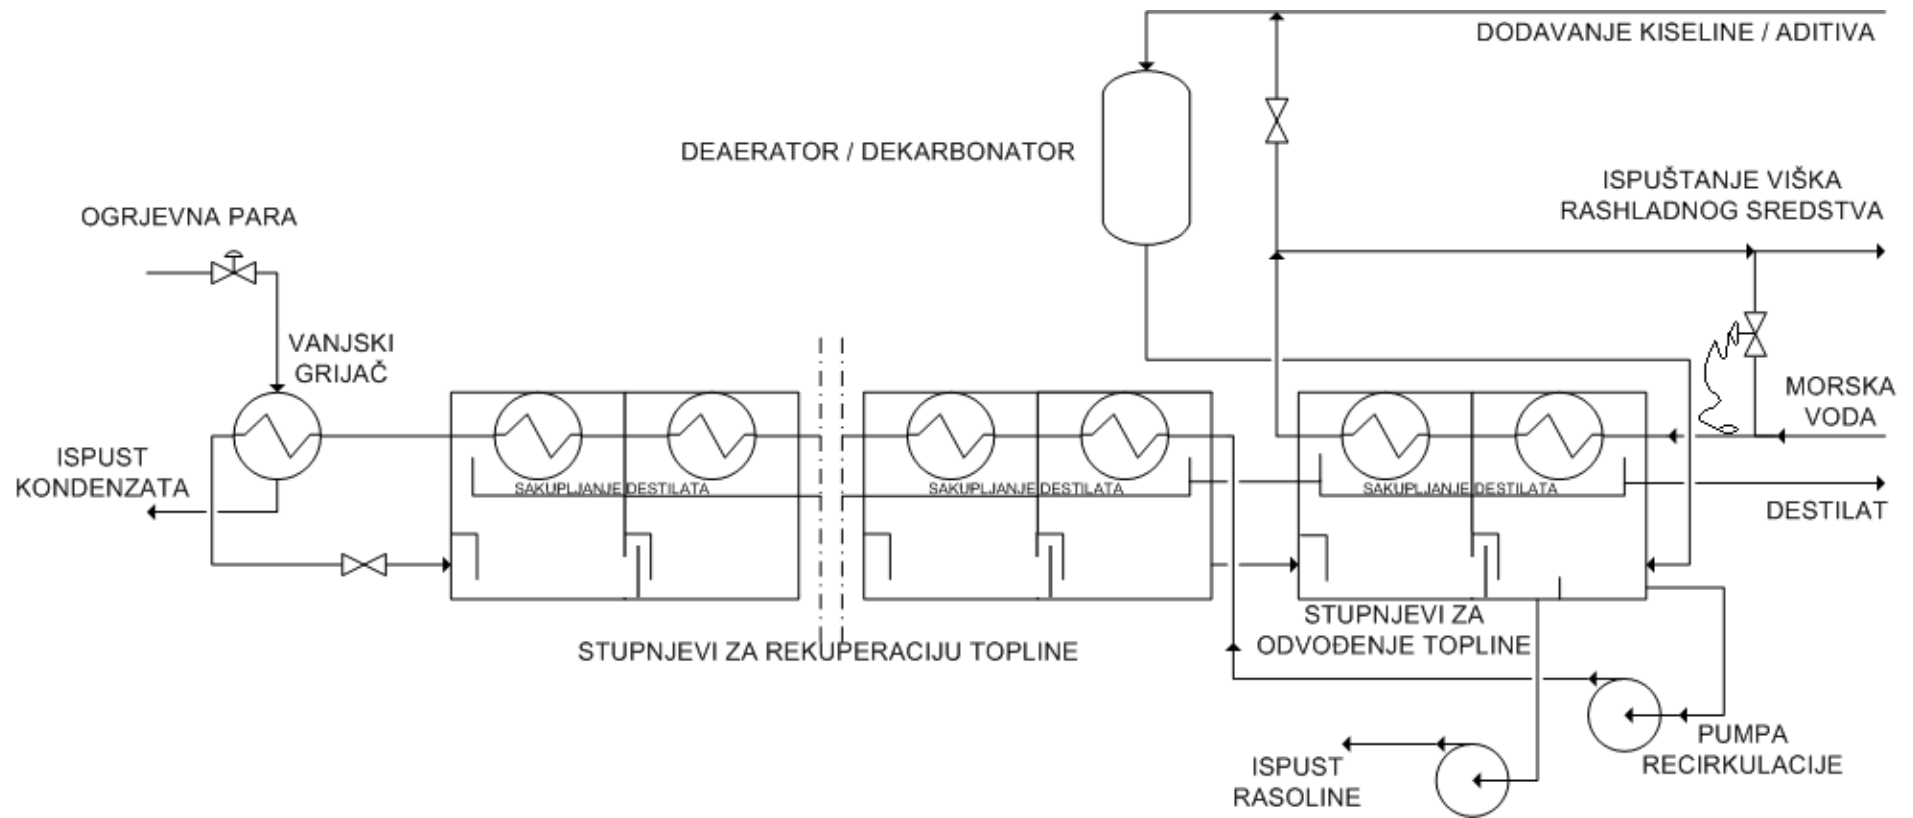 DODAVANJE KISELINE / ADITIVA
DEAERATOR / DEKARBONATOR
ISPUŠTANJE VIŠKA
RASHLADNOG SREDSTVA
OGRJEVNA PARA
VANJSKI
GRIJAČ
MORSKA
VODA
ISPUST
KONDENZATA
SAKUPLJANJE DESTILATA
SAKUPLJANJE DESTILATA
SAKUPLJANJE DESTILATA
DESTILAT
STUPNJEVI ZA REKUPERACIJU TOPLINE
STUPNJEVI ZA
ODVOĐENJE TOPLINE
PUMPA
RECIRKULACIJE
ISPUST
RASOLINE